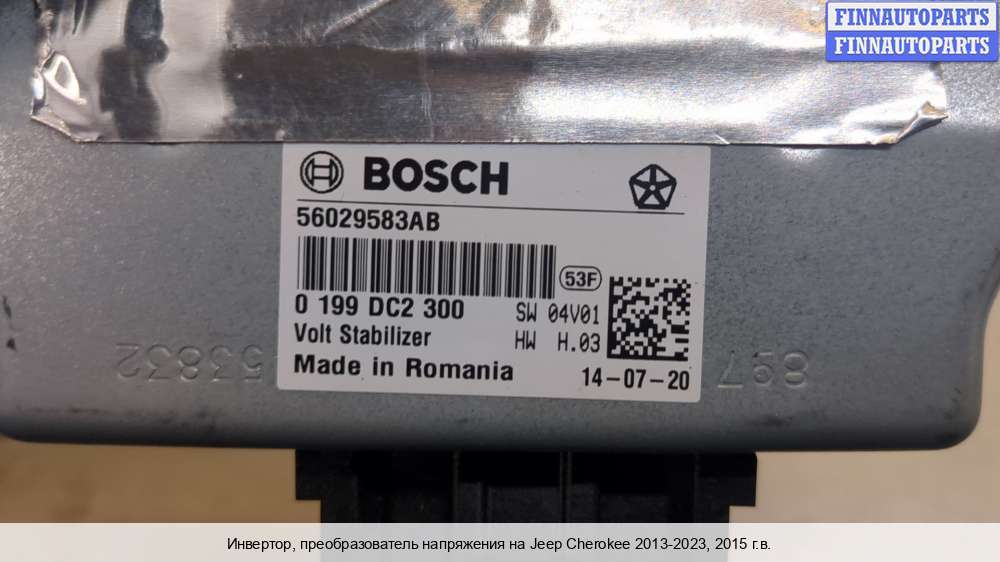 FINNAUTOPARTS
FINNAUTOPARTS
BOSCH
56029583AB
53F
0 199 DC2 300 SW 04V01
Volt Stabilizer HW H.03
Made in Romania 14-07-20
53832
897
Инвертор, преобразователь напряжения на Jeep Cherokee 2013-2023, 2015 г.в.